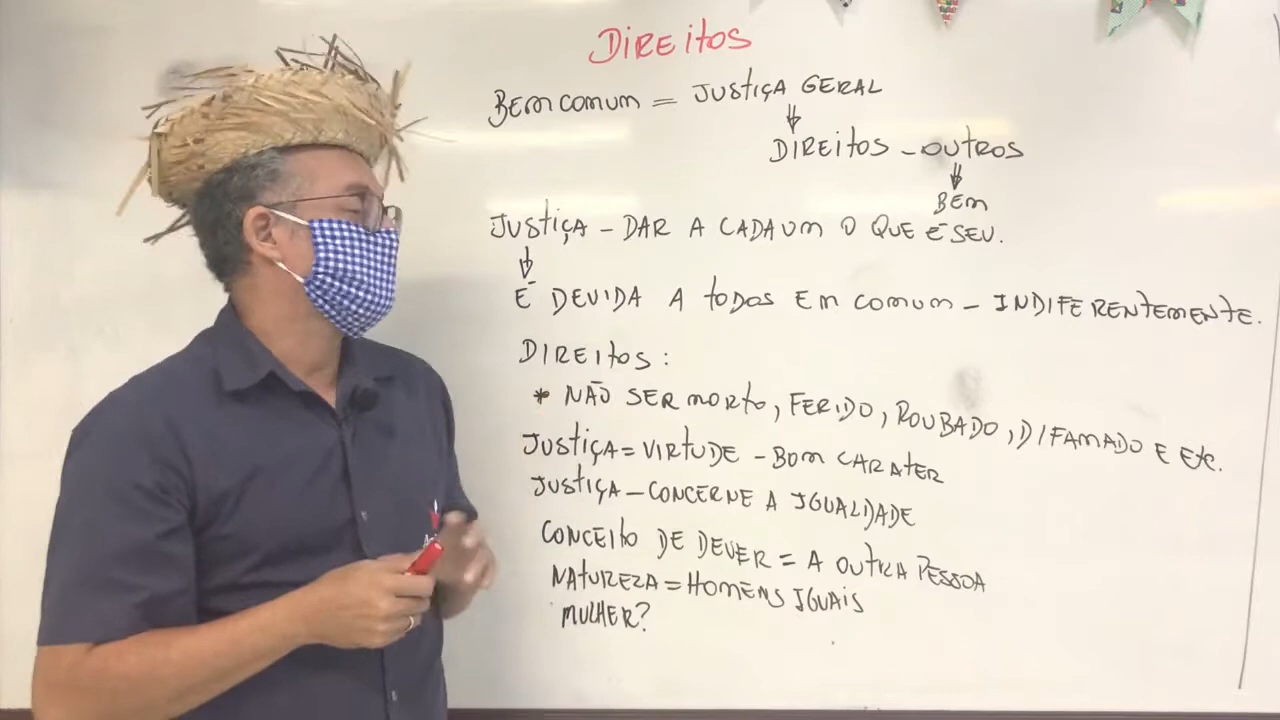 DIREITOS
BEM COMUM = JUSTIÇA GERAL
DIREITOS - OUTROS
BEM
JUSTIÇA - DAR A CADA UM O QUE É SEU.
É DEVIDA A TODOS EM COMUM - INDIFERENTEMENTE.
DIREITOS:
* NÃO SER MORTO, FERIDO, ROUBADO, DIFAMADO E ETC.
JUSTIÇA = VIRTUDE - BOM CARATER
JUSTIÇA - CONCERNE A IGUALDADE
CONCEITO DE DEVER = A OUTRA PESSOA
NATUREZA = HOMENS IGUAIS
MULHER?